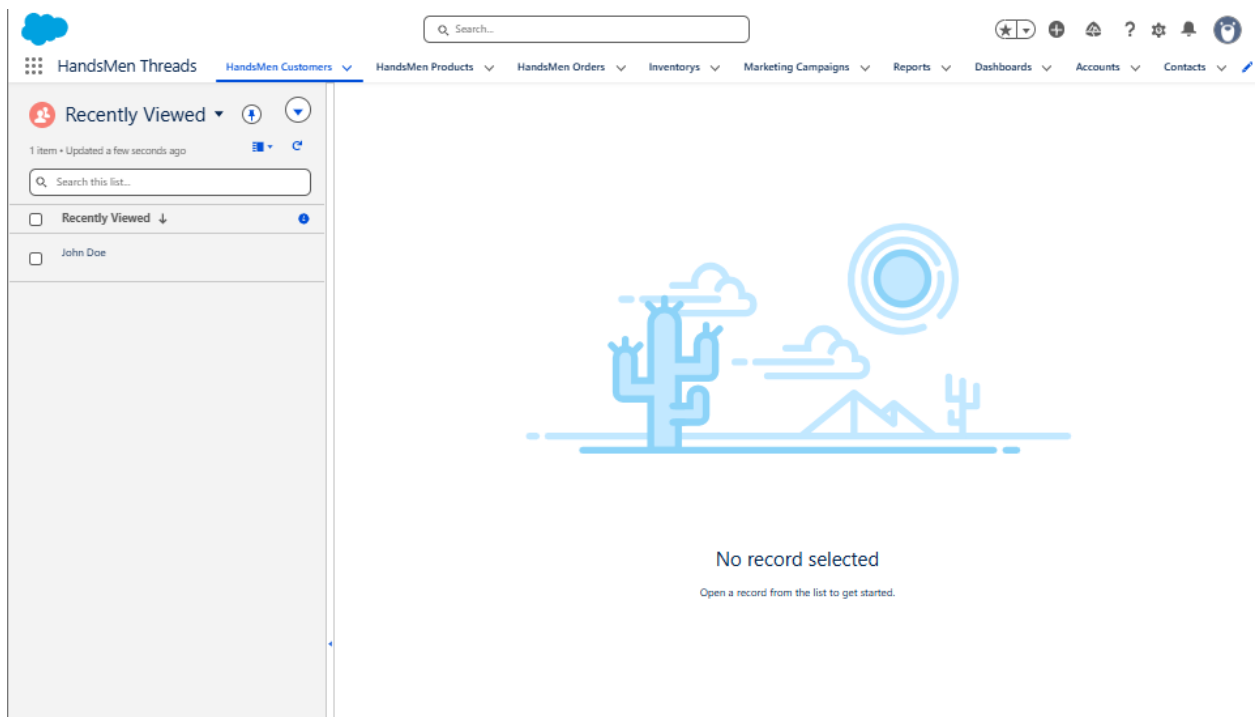 Search...
HandsMen Threads HandsMen Customers HandsMen Products HandsMen Orders Inventorys Marketing Campaigns Reports Dashboards Accounts Contacts
Recently Viewed
1 item • Updated a few seconds ago
Search this list...
Recently Viewed
John Doe
No record selected
Open a record from the list to get started.